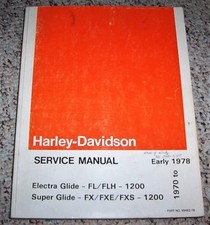 Harley-Davidson
SERVICE MANUAL
Early 1978
1970 to
Electra Glide - FL/FLH - 1200
Super Glide - FX/FXE/FXS - 1200